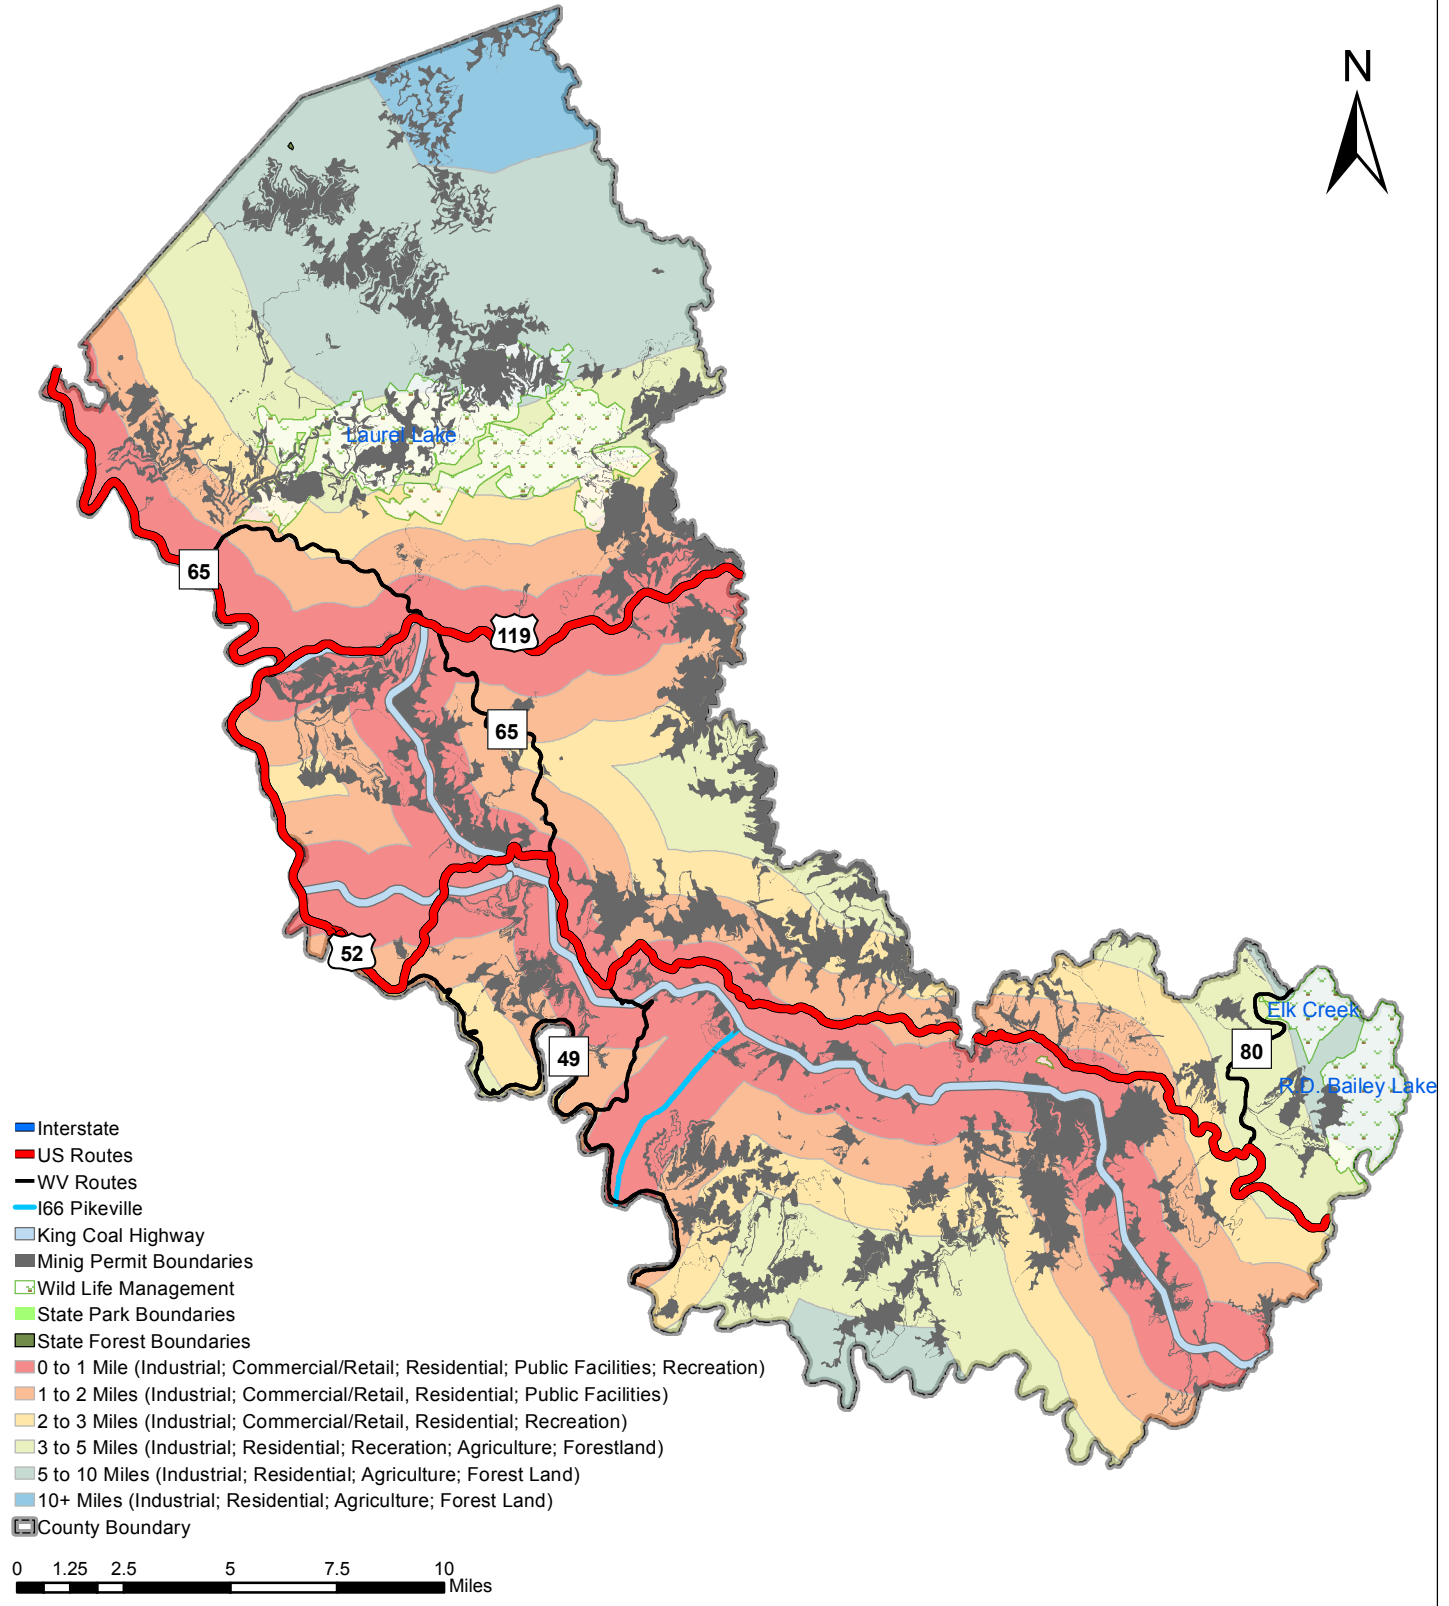 N
Laurel Lake
65
119
65
52
Elk Creek
49
80
R.D. Bailey Lake
Interstate
US Routes
WV Routes
I66 Pikeville
King Coal Highway
Minig Permit Boundaries
Wild Life Management
State Park Boundaries
State Forest Boundaries
0 to 1 Mile (Industrial; Commercial/Retail; Residential; Public Facilities; Recreation)
1 to 2 Miles (Industrial; Commercial/Retail, Residential; Public Facilities)
2 to 3 Miles (Industrial; Commercial/Retail, Residential; Recreation)
3 to 5 Miles (Industrial; Residential; Receration; Agriculture; Forestland)
5 to 10 Miles (Industrial; Residential; Agriculture; Forest Land)
10+ Miles (Industrial; Residential; Agriculture; Forest Land)
County Boundary
0 1.25 2.5 5 7.5 10
Miles